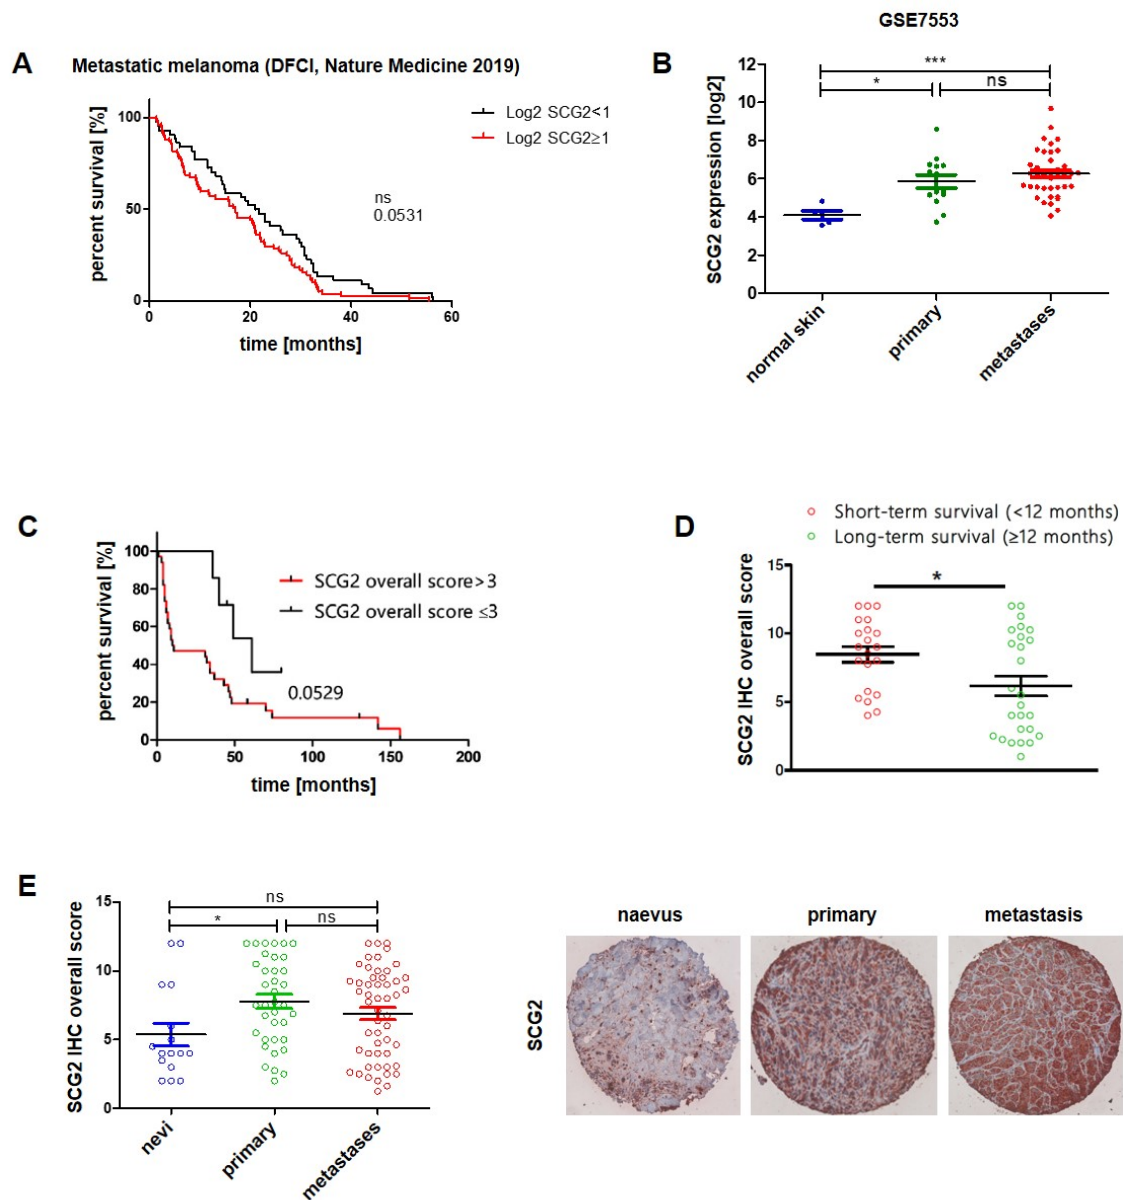 GSE7553
A
Metastatic melanoma (DFCI, Nature Medicine 2019)
percent survival [%]
100
50
0
0 20 40 60
time [months]
Log2 SCG2<1
Log2 SCG2≥1
ns
0.0531
B
SCG2 expression [log2]
12
10
8
6
4
2
0
***
* ns
normal skin
primary
metastases
C
percent survival [%]
100
80
60
40
20
0
0 50 100 150 200
time [months]
SCG2 overall score>3
SCG2 overall score ≤3
0.0529
D
Short-term survival (<12 months)
Long-term survival (≥12 months)
SCG2 IHC overall score
15
10
5
0
*
E
SCG2 IHC overall score
15
10
5
0
ns
* ns
nevi
primary
metastases
naevus primary metastasis
SCG2